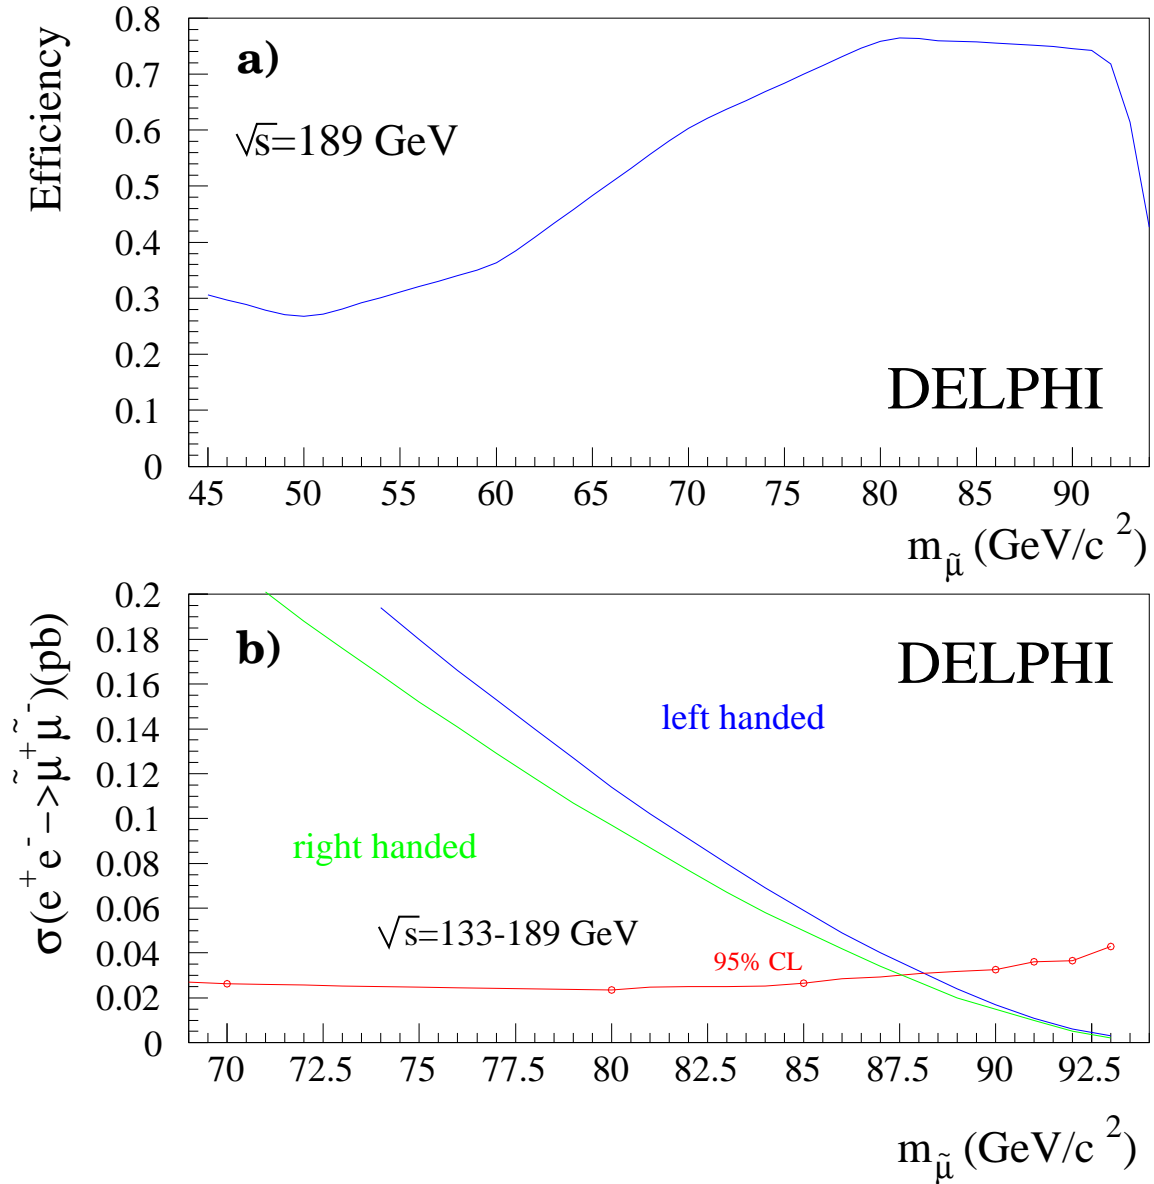 0.8
a)
0.7
Efficiency
0.6
√s=189 GeV
0.5
0.4
0.3
0.2
DELPHI
0.1
0
45 50 55 60 65 70 75 80 85 90
m μ̃ (GeV/c ²)
0.2
b)
DELPHI
0.18
σ(e⁺ e⁻ -> μ̃⁺ μ̃⁻)(pb)
0.16
left handed
0.14
0.12
0.1
right handed
0.08
0.06
√s=133-189 GeV
0.04
95% CL
0.02
0
70 72.5 75 77.5 80 82.5 85 87.5 90 92.5
m μ̃ (GeV/c ²)